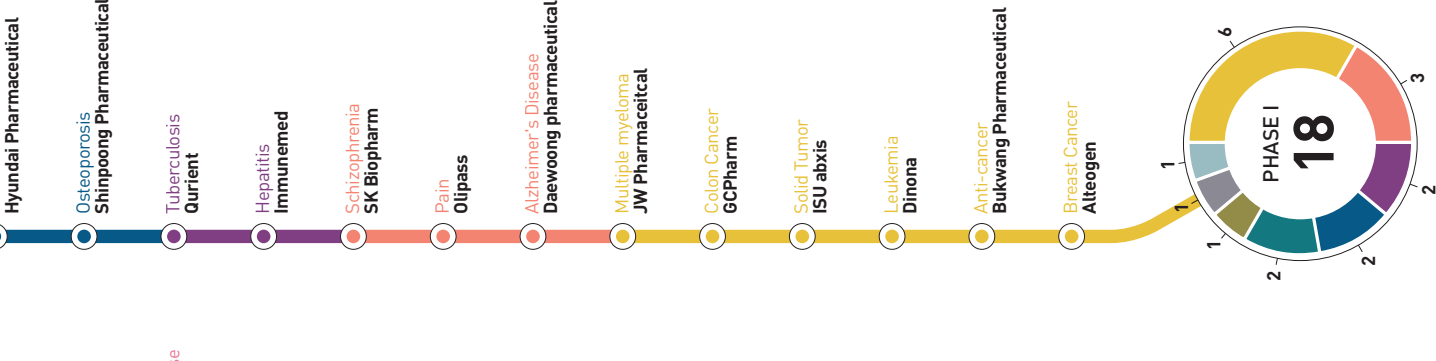 Hyundai Pharmaceutical
Osteoporosis
Shinpoong Pharmaceutical
Tuberculosis
Qurient
Hepatitis
Immunemed
Schizophrenia
SK Biopharm
Pain
Olipass
Alzheimer's Disease
Daewoong pharmaceutical
Multiple myeloma
JW Pharmaceitcal
Colon Cancer
GCPharm
Solid Tumor
ISU abxis
Leukemia
Dinona
Anti-cancer
Bukwang Pharmaceutical
Breast Cancer
Alteogen
PHASE I
18
6
3
2
2
2
1
1
1
se